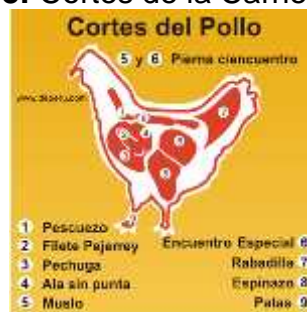 Cortes del Pollo
5 y 6 Pierna ciencuentro
1 Pescuezo
2 Filete Pejerrey
3 Pechuga
4 Ala sin punta
5 Muslo
Encuentro Especial 6
Rabadilla 7
Espinazo 8
Patas 9